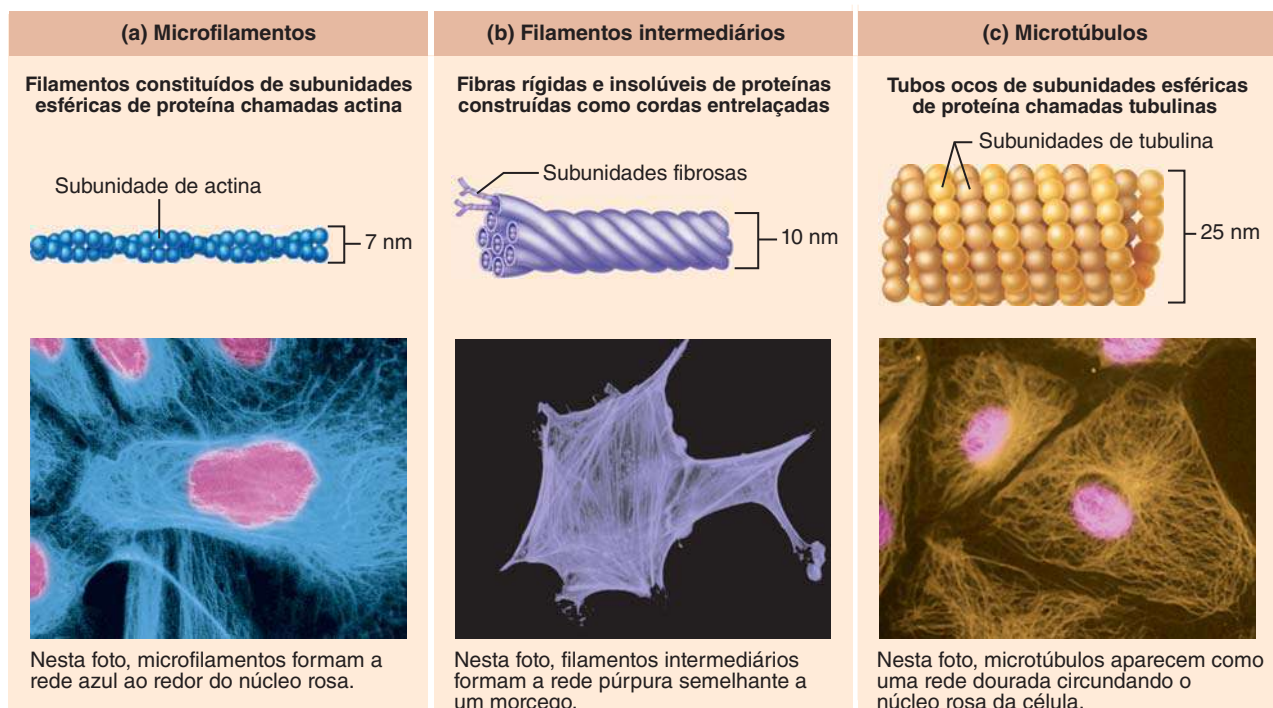 (a) Microfilamentos
Filamentos constituídos de subunidades
esféricas de proteína chamadas actina
Subunidade de actina
7 nm
Nesta foto, microfilamentos formam a
rede azul ao redor do núcleo rosa.
(b) Filamentos intermediários
Fibras rígidas e insolúveis de proteínas
construídas como cordas entrelaçadas
Subunidades fibrosas
10 nm
Nesta foto, filamentos intermediários
formam a rede púrpura semelhante a
um morcego.
(c) Microtúbulos
Tubos ocos de subunidades esféricas
de proteína chamadas tubulinas
Subunidades de tubulina
25 nm
Nesta foto, microtúbulos aparecem como
uma rede dourada circundando o
núcleo rosa da célula.